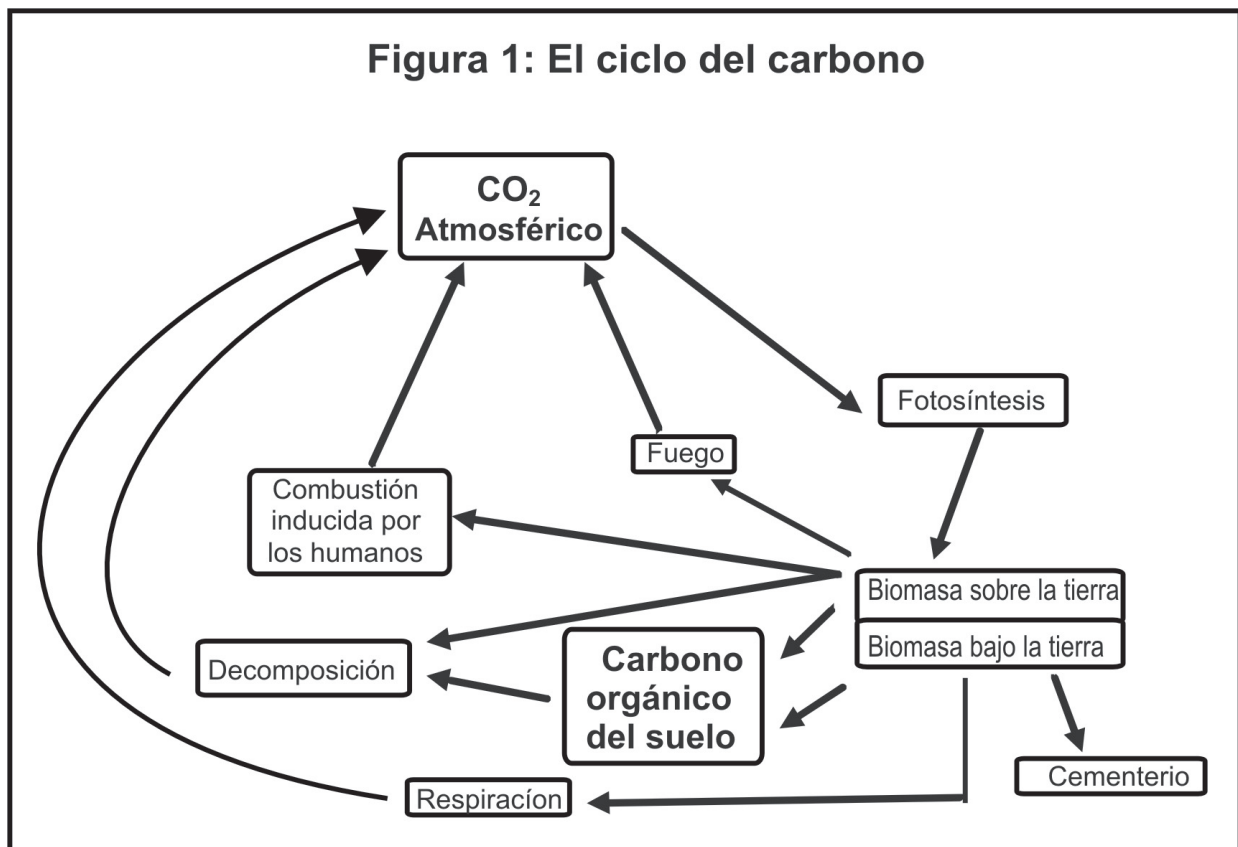 Figura 1: El ciclo del carbono
CO₂
Atmosférico
Fotosíntesis
Fuego
Combustión
inducida por
los humanos
Biomasa sobre la tierra
Biomasa bajo la tierra
Decomposición
Carbono
orgánico
del suelo
Cementerio
Respiracíon